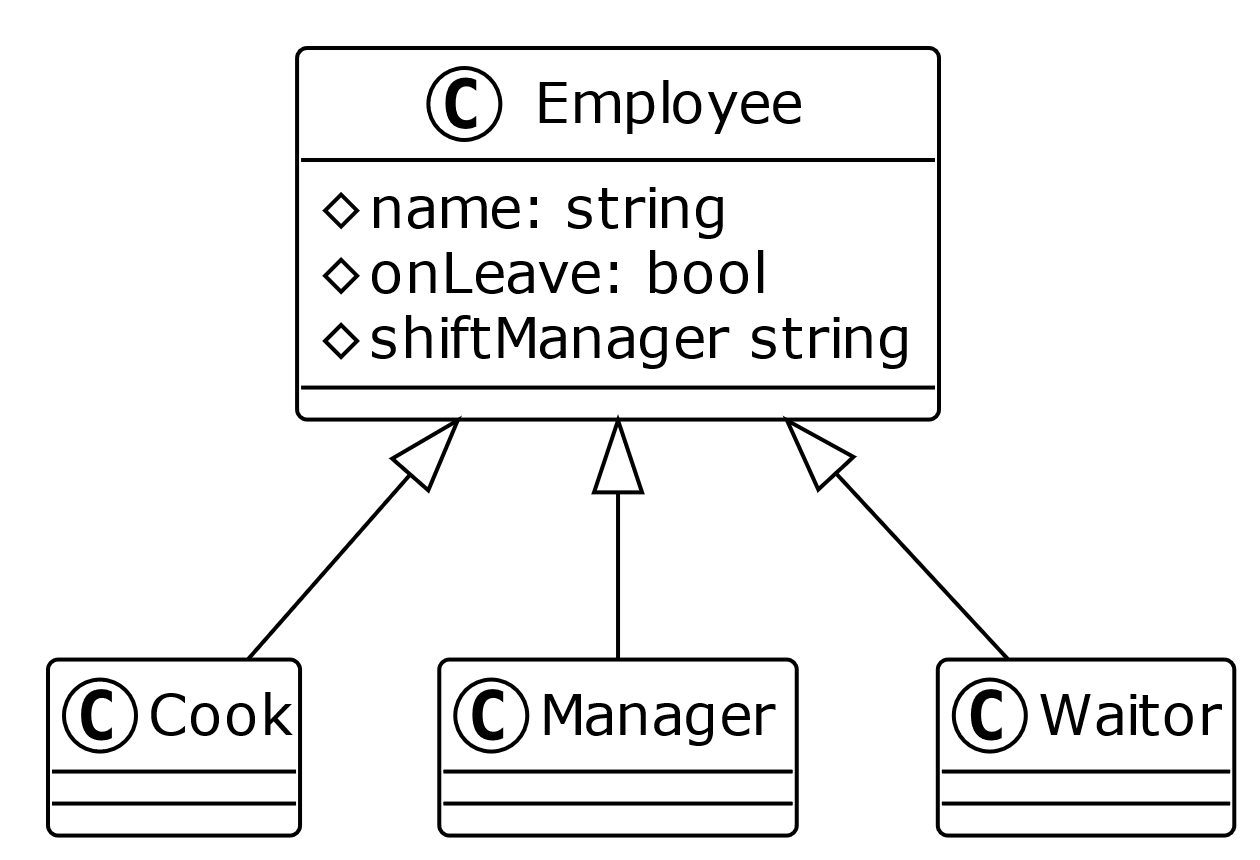 C Employee
name: string
onLeave: bool
shiftManager string
C Cook
C Manager
C Waitor